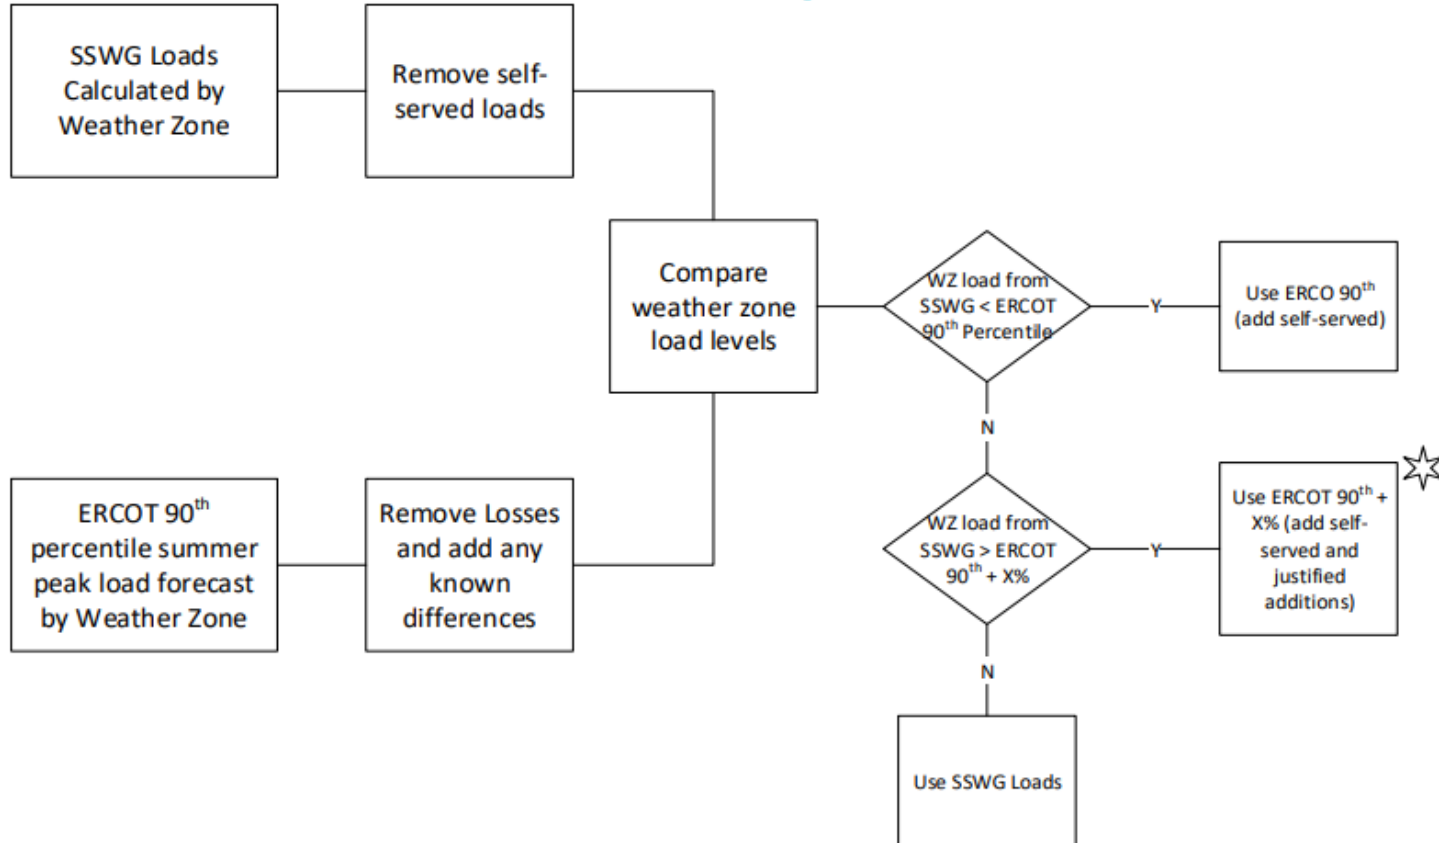 SSWG Loads
Calculated by
Weather Zone
Remove self-
served loads
Compare
weather zone
load levels
WZ load from
SSWG < ERCOT
90th Percentile
Y
Use ERCO 90th
(add self-served)
N
ERCOT 90th
percentile summer
peak load forecast
by Weather Zone
Remove Losses
and add any
known
differences
WZ load from
SSWG > ERCOT
90th + X%
Y
Use ERCOT 90th +
X% (add self-
served and
justified
additions)
N
Use SSWG Loads